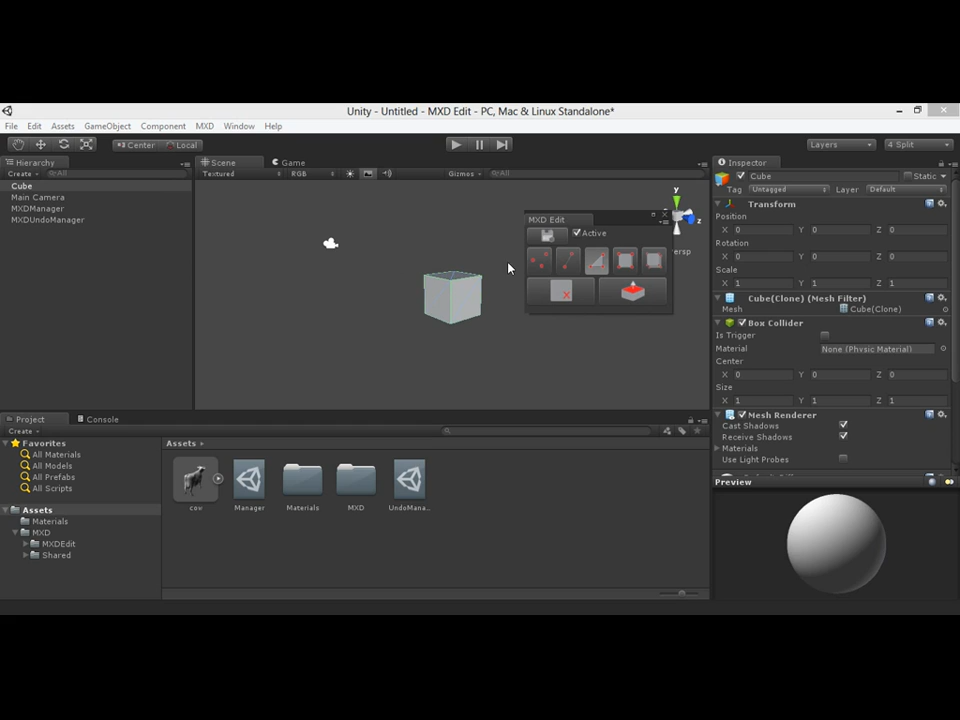 Unity - Untitled - MXD Edit - PC, Mac & Linux Standalone*
File Edit Assets GameObject Component MXD Window Help
Center Local Layers 4 Split
Hierarchy
Create All
Cube
Main Camera
MXDManager
MXDUndoManager
Scene Game
Textured RGB Gizmos All
y
z
Persp
MXD Edit
Active
Inspector
Cube Static
Tag Untagged Layer Default
Transform
Position
X 0 Y 0 Z 0
Rotation
X 0 Y 0 Z 0
Scale
X 1 Y 1 Z 1
Cube(Clone) (Mesh Filter)
Mesh Cube(Clone)
Box Collider
Is Trigger
Material None (Physic Material)
Center
X 0 Y 0 Z 0
Size
X 1 Y 1 Z 1
Mesh Renderer
Cast Shadows
Receive Shadows
Materials
Use Light Probes
Preview
Project Console
Create
Favorites
All Materials
All Models
All Prefabs
All Scripts
Assets
Materials
MXD
MXDEdit
Shared
Assets
cow Manager Materials MXD UndoMana...